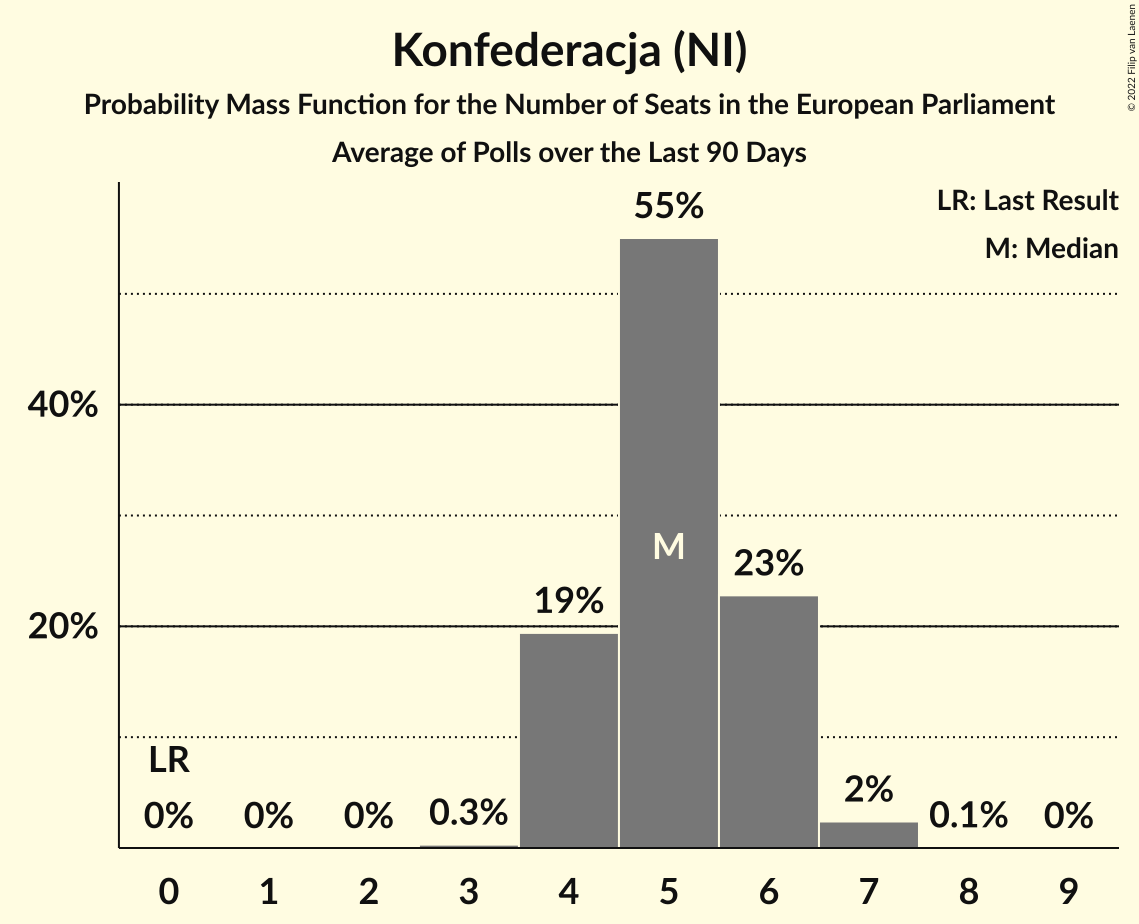 Konfederacja (NI)
Probability Mass Function for the Number of Seats in the European Parliament
Average of Polls over the Last 90 Days
© 2022 Filip van Laenen
LR: Last Result
M: Median
55%
40%
M
23%
19%
20%
LR
0%
0%
0%
0.3%
2%
0.1%
0%
0 1 2 3 4 5 6 7 8 9